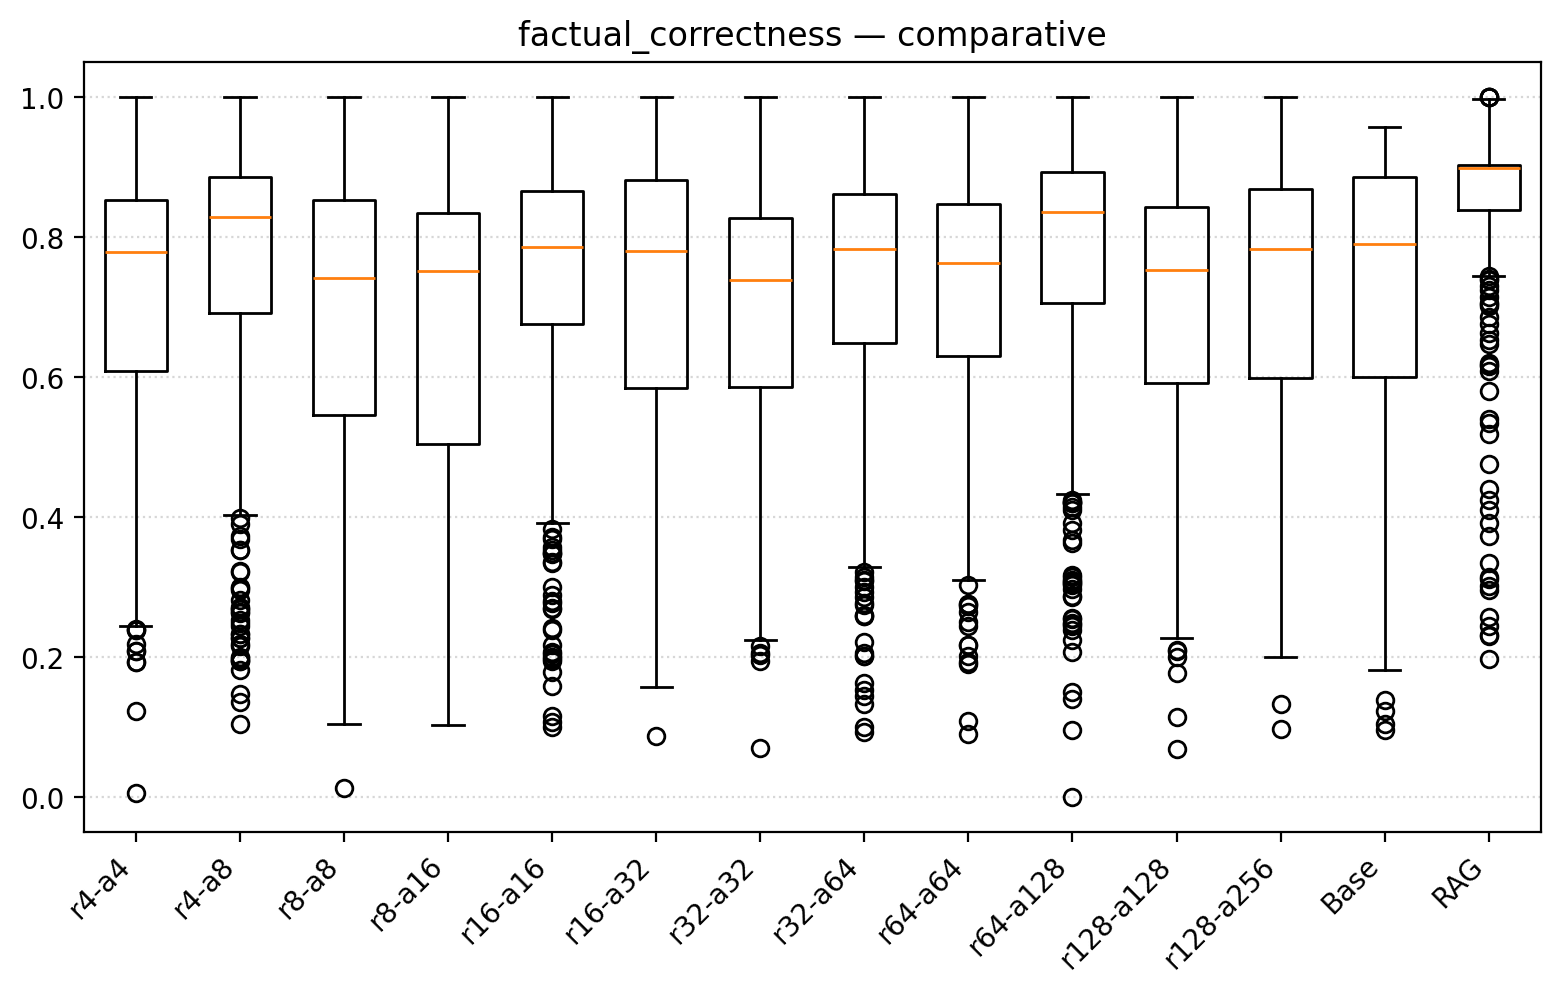 factual_correctness — comparative
1.0
0.8
0.6
0.4
0.2
0.0
r4-a4
r4-a8
r8-a8
r8-a16
r16-a16
r16-a32
r32-a32
r32-a64
r64-a64
r64-a128
r128-a128
r128-a256
Base
RAG